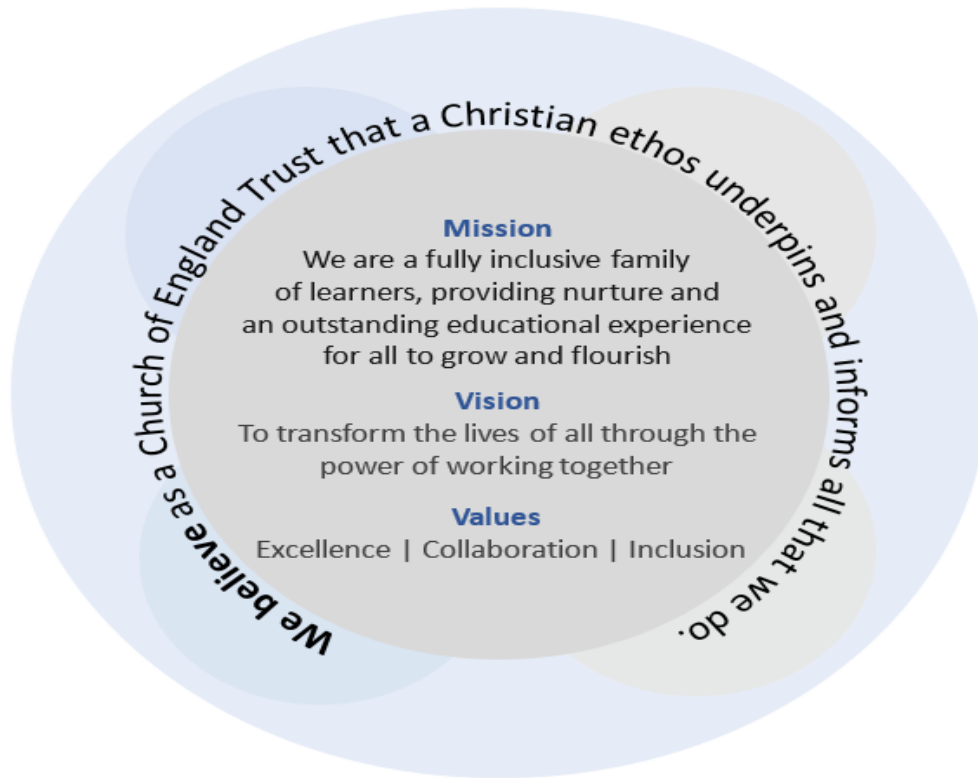 We believe as a Church of England Trust that a Christian ethos underpins and informs all that we do.
Mission
We are a fully inclusive family
of learners, providing nurture and
an outstanding educational experience
for all to grow and flourish
Vision
To transform the lives of all through the
power of working together
Values
Excellence | Collaboration | Inclusion